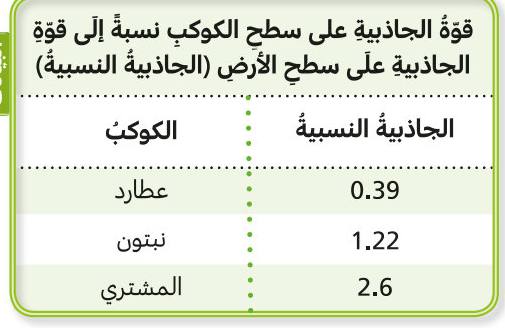 قوّةُ الجاذبيةِ على سطحِ الكوكبِ نسبةً إلَى قوّةِ
الجاذبيةِ علَى سطحِ الأرضِ (الجاذبيةُ النسبيةُ)
الجاذبيةُ النسبيةُ الكوكبُ
0.39 عطارد
1.22 نبتون
2.6 المشتري